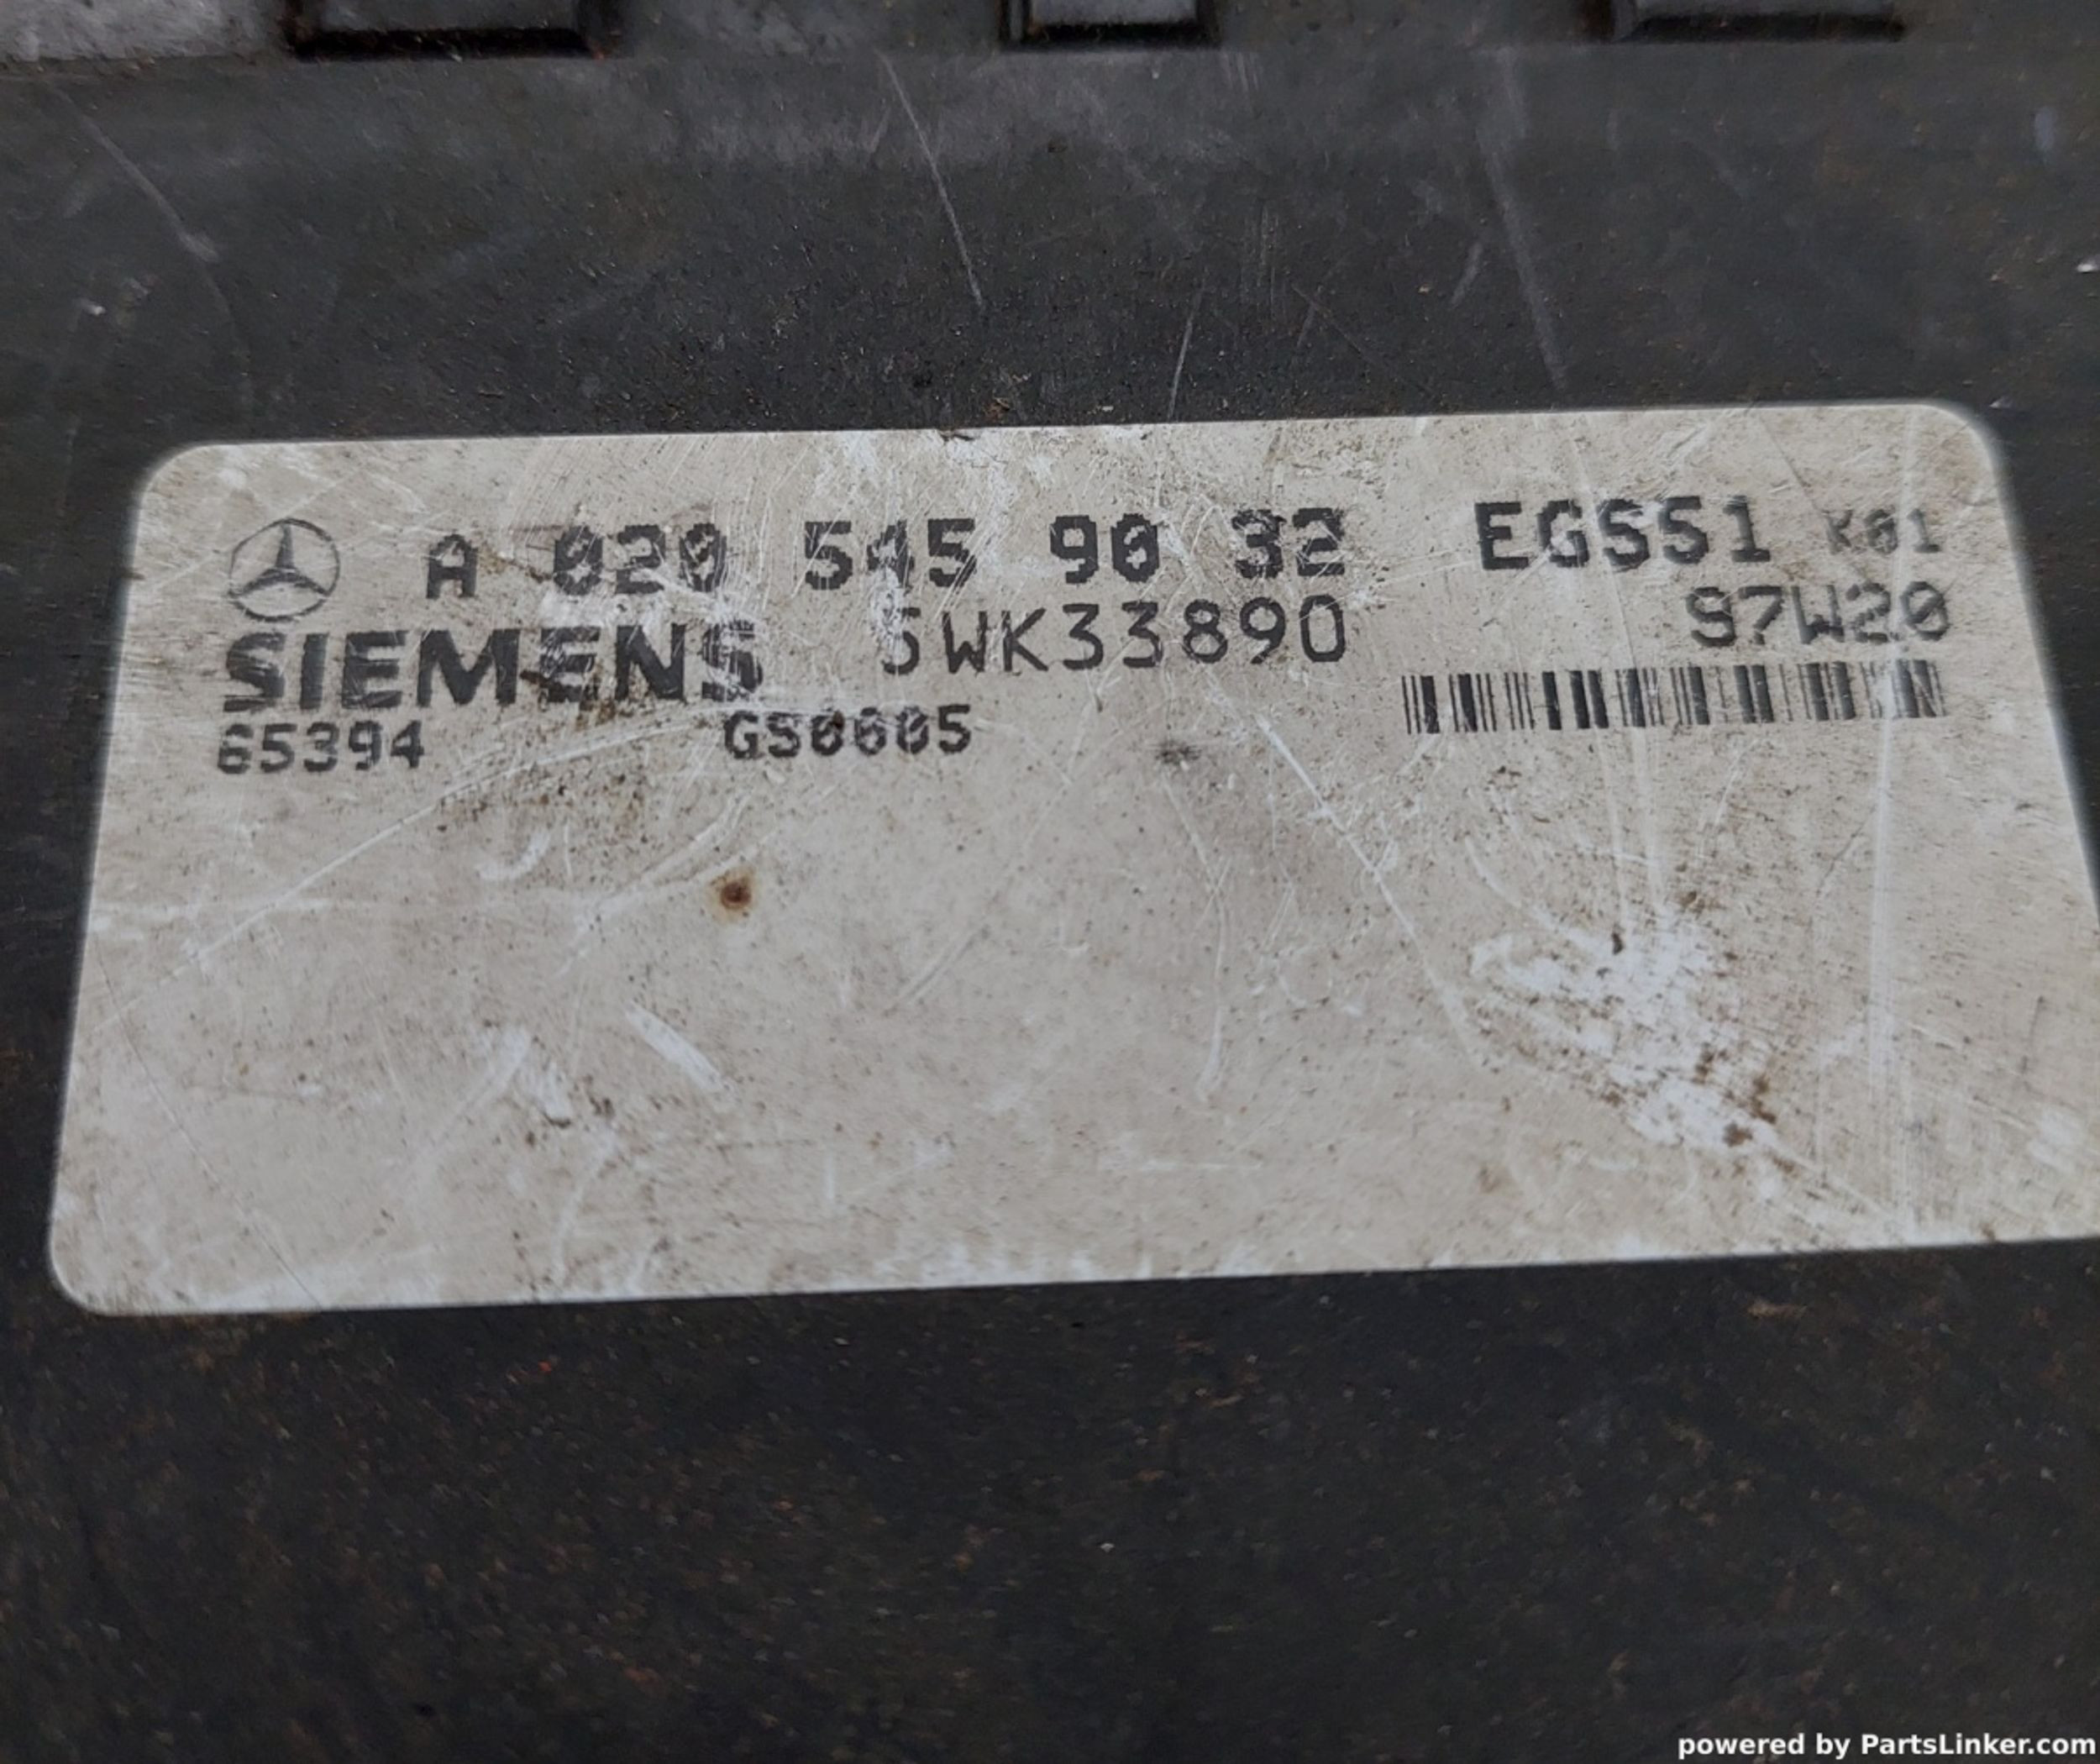 A 020 545 90 32 EGS51 K01
SIEMENS 5WK33890 97W20
65394 GS0605
powered by PartsLinker.com